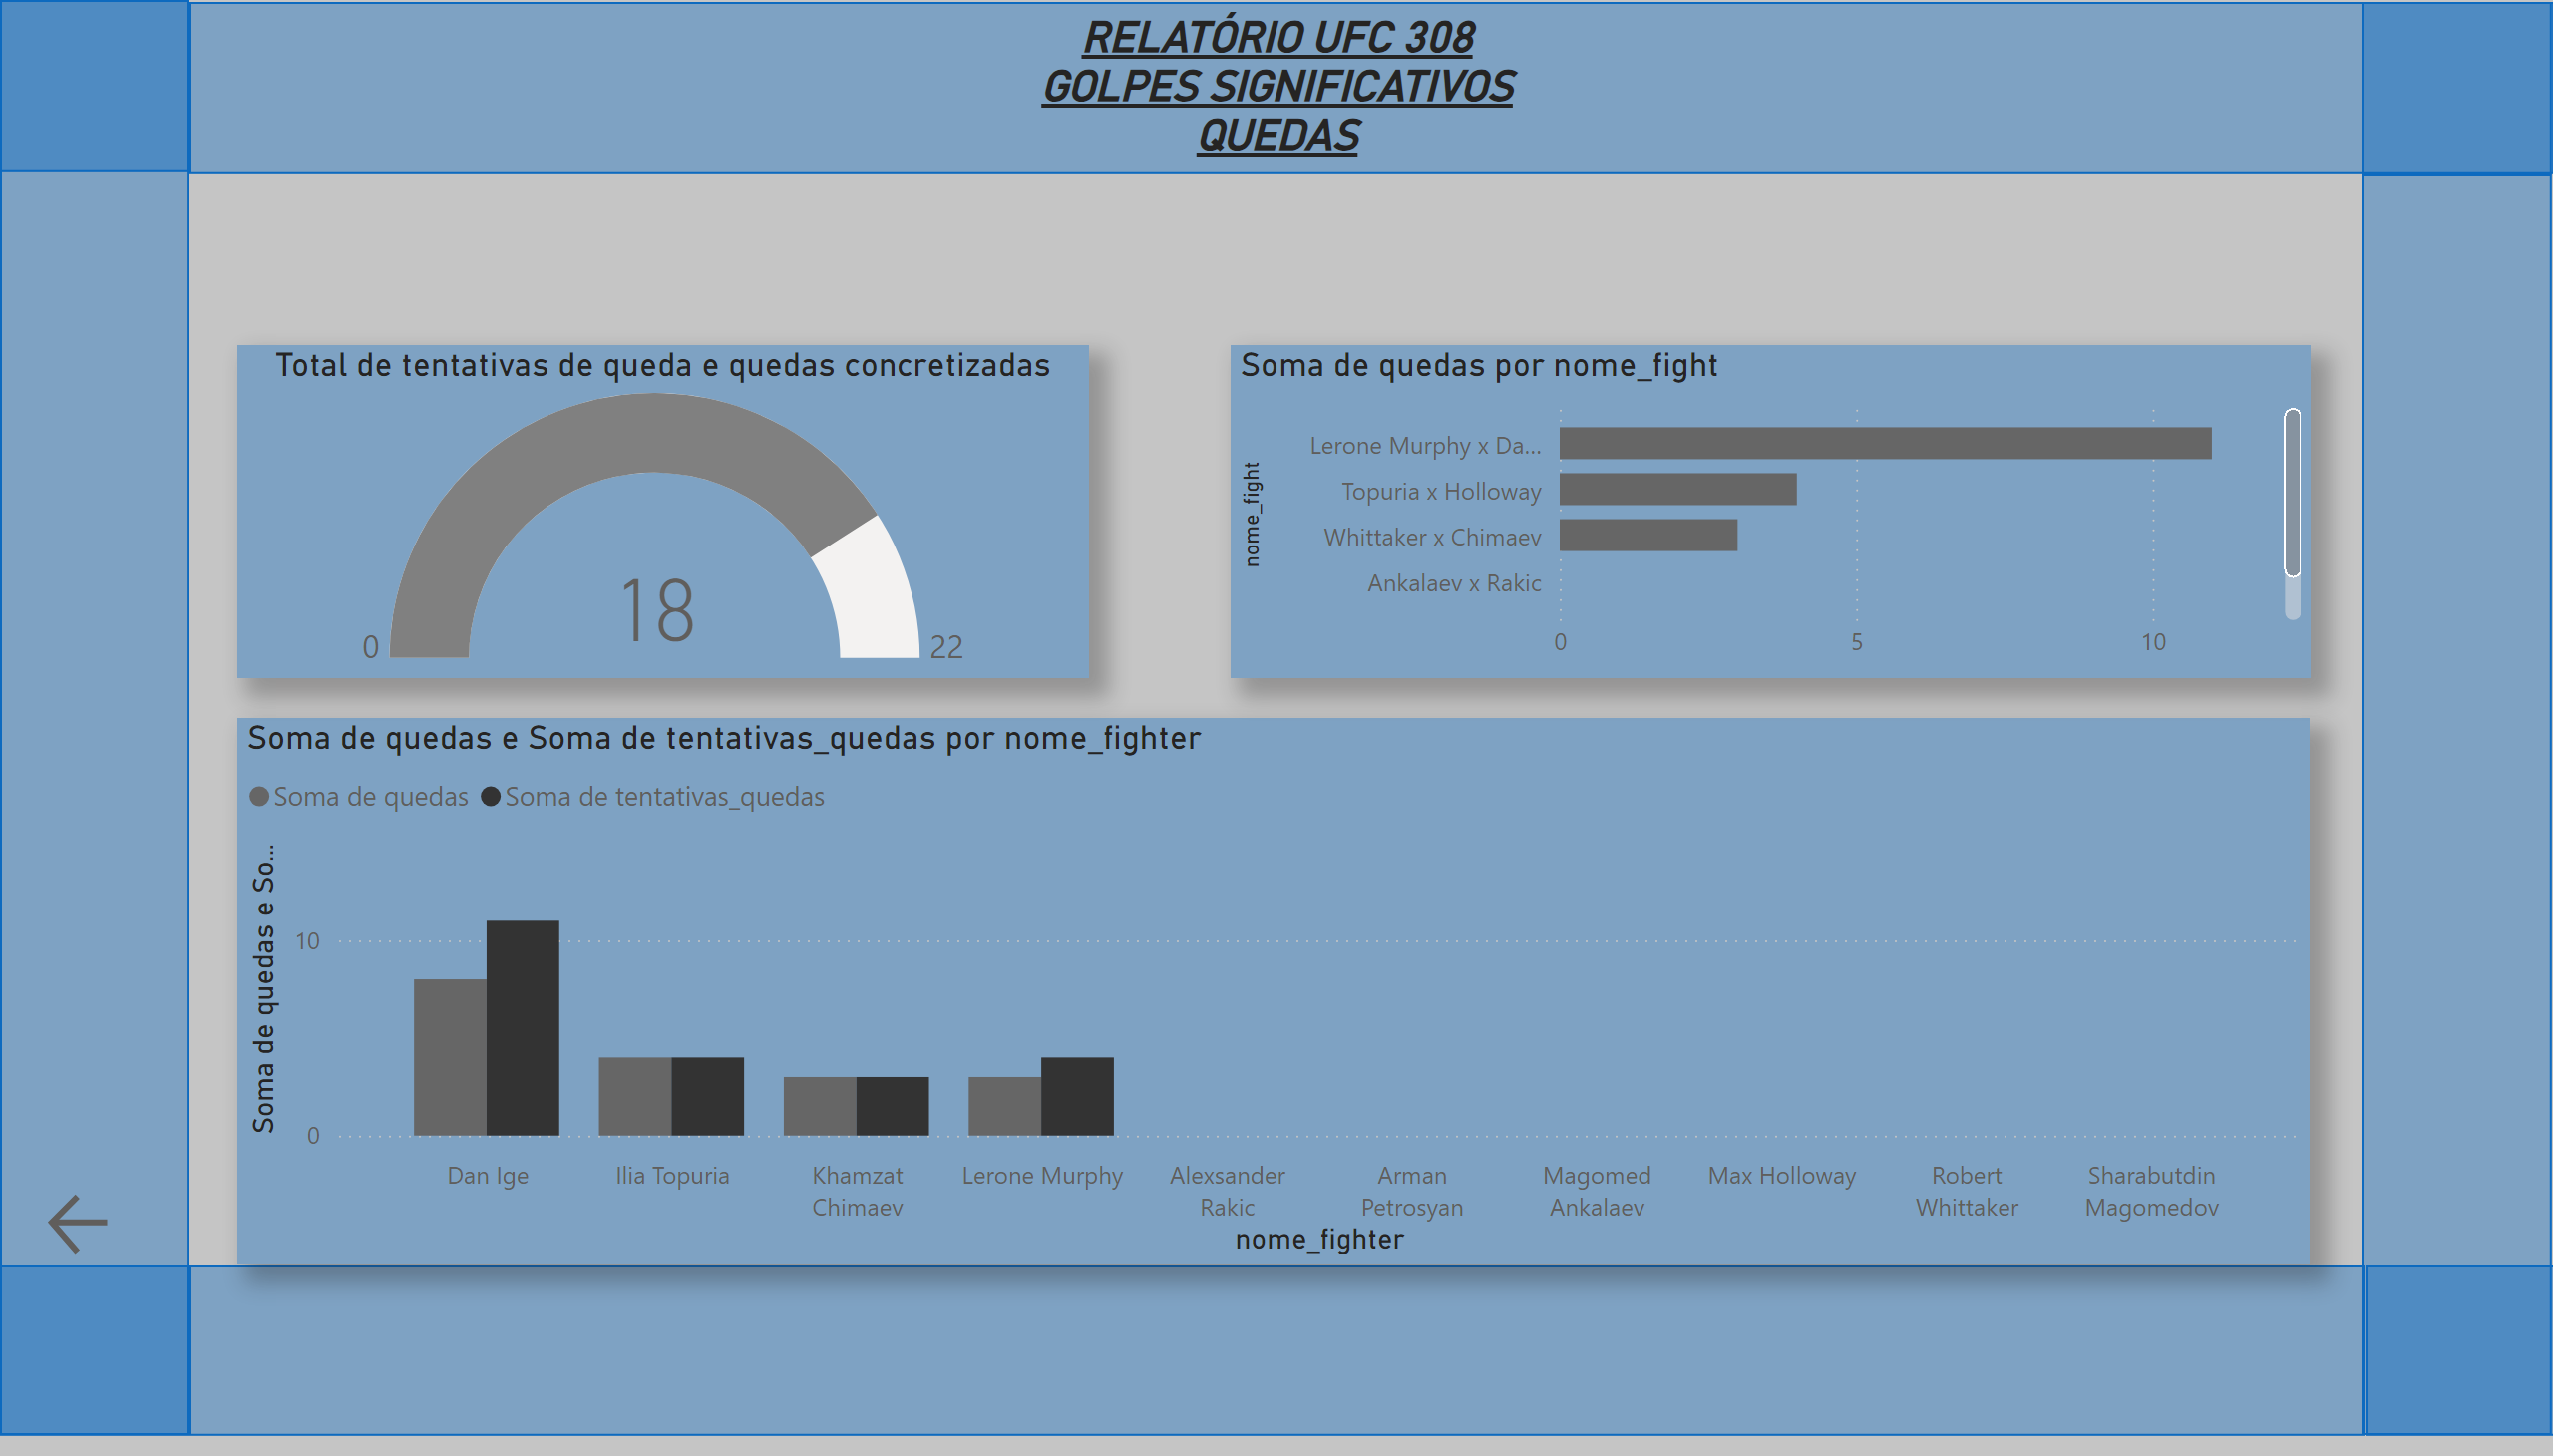 RELATÓRIO UFC 308
GOLPES SIGNIFICATIVOS
QUEDAS
Total de tentativas de queda e quedas concretizadas
18
0
22
Soma de quedas por nome_fight
nome_fight
Lerone Murphy x Da...
Topuria x Holloway
Whittaker x Chimaev
Ankalaev x Rakic
0 5 10
Soma de quedas e Soma de tentativas_quedas por nome_fighter
Soma de quedas Soma de tentativas_quedas
Soma de quedas e So...
10
0
Dan Ige
Ilia Topuria
Khamzat
Chimaev
Lerone Murphy
Alexsander
Rakic
Arman
Petrosyan
Magomed
Ankalaev
Max Holloway
Robert
Whittaker
Sharabutdin
Magomedov
nome_fighter